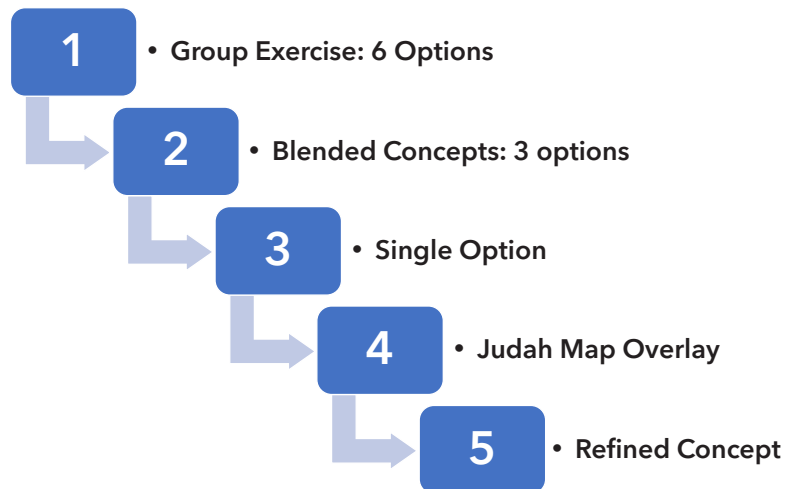 1
• Group Exercise: 6 Options
2
• Blended Concepts: 3 options
3
• Single Option
4
• Judah Map Overlay
5
• Refined Concept